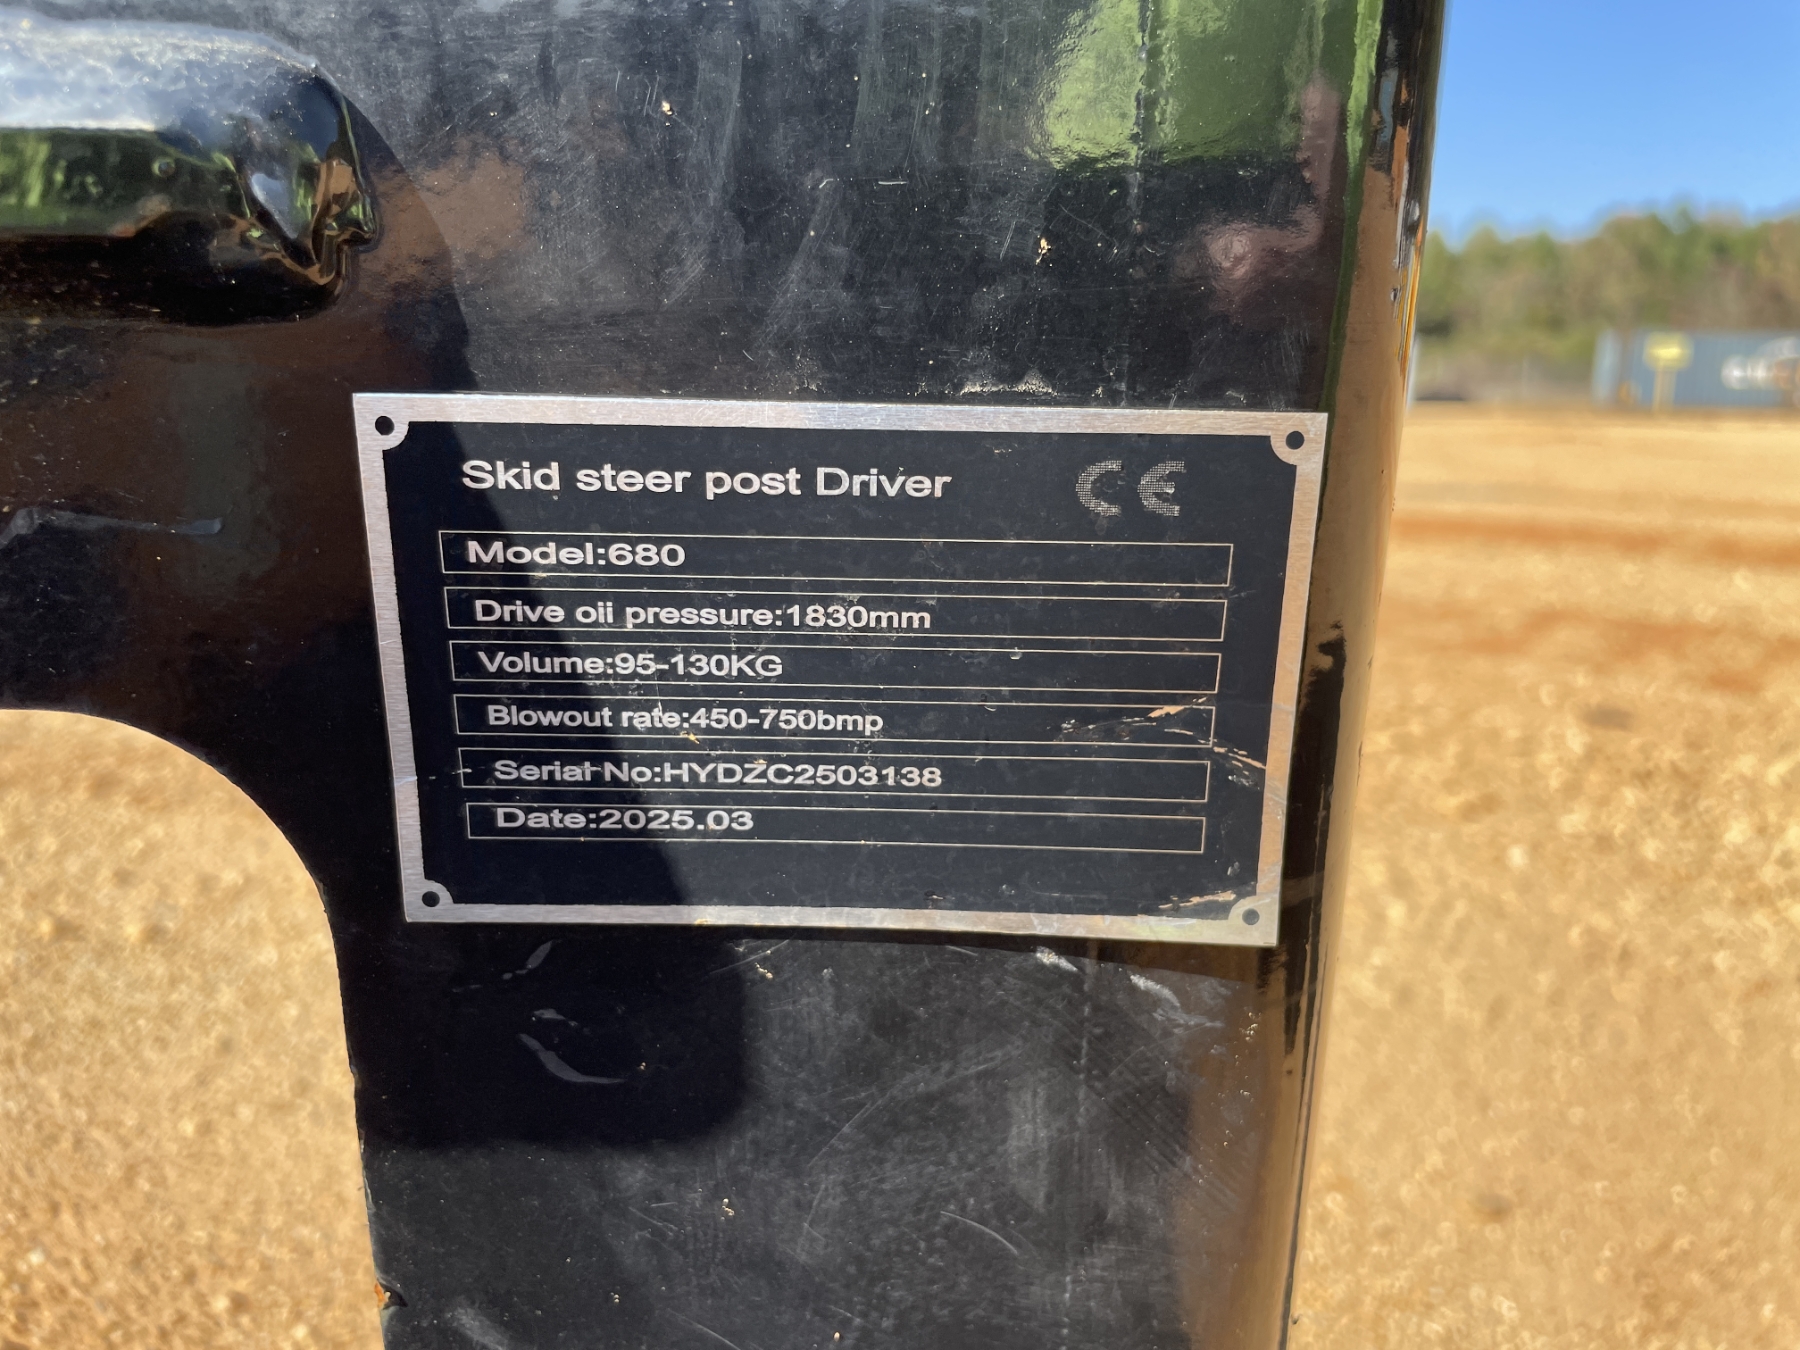 Skid steer post Driver CE
Model:680
Drive oii pressure:1830mm
Volume:95-130KG
Blowout rate:450-750bmp
Serial No:HYDZC2503138
Date:2025.03